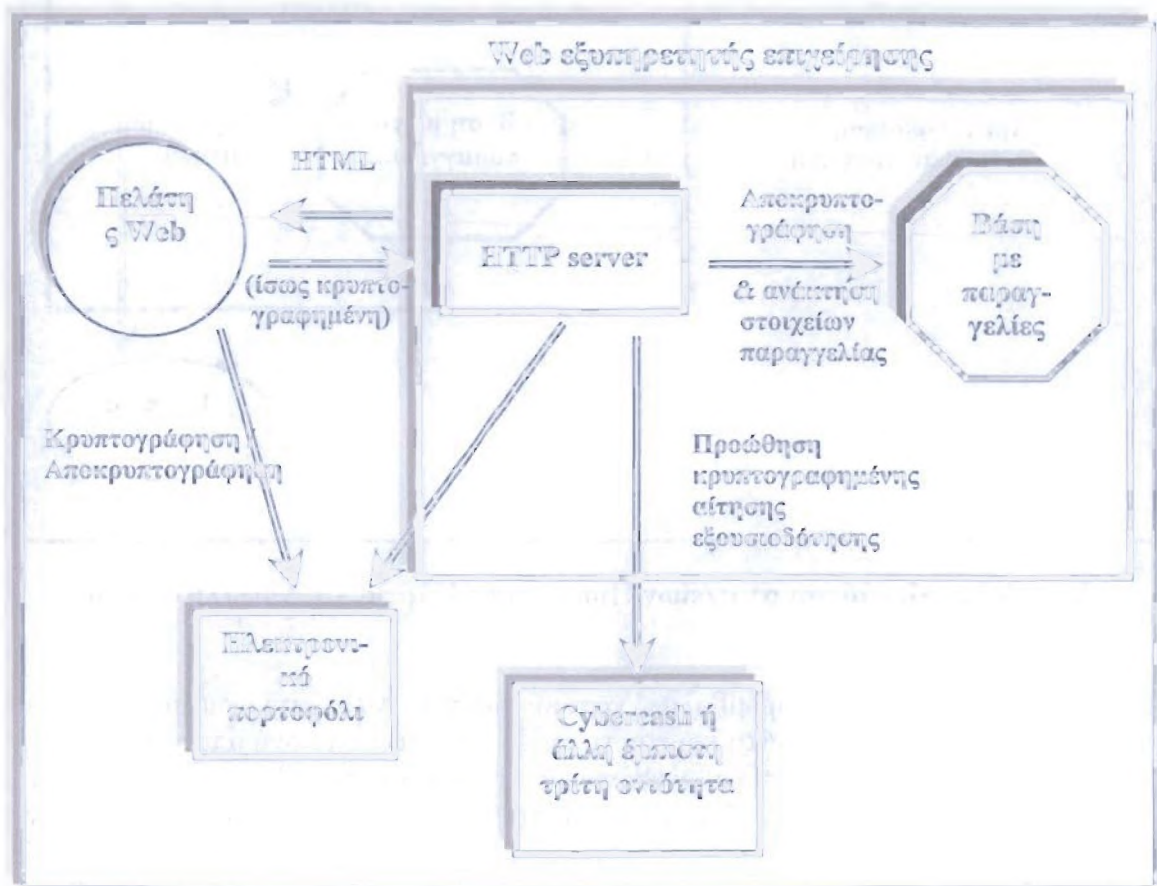 Web εξυπηρετητής επιχείρησης
HTML
Πελάτη
ς Web
(ίσως κρυπτο-
γραφημένη)
HTTP server
Αποκρυπτο-
γράφηση
& ανάκτηση
στοιχείων
παραγγελίας
Βάση
με
παραγ-
γελίες
Κρυπτογράφηση /
Αποκρυπτογράφηση
Προώθηση
κρυπτογραφημένης
αίτησης
εξουσιοδότησης
Ηλεκτρονι-
κό
πορτοφόλι
Cybercash ή
άλλη έμπιστη
τρίτη οντότητα